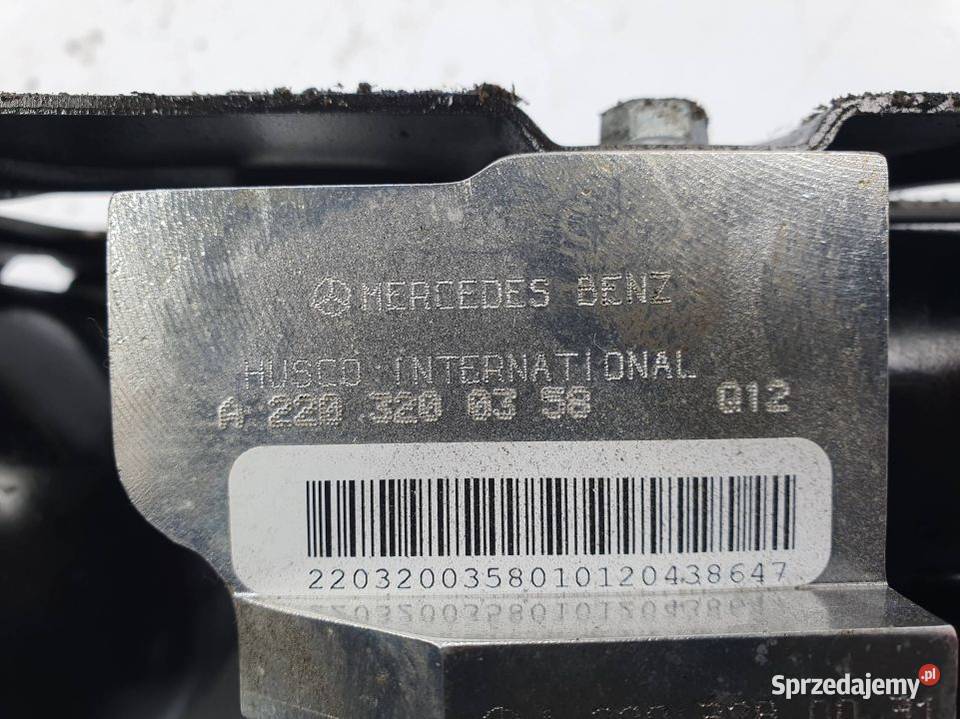 MERCEDES BENZ
HUSCO INTERNATIONAL
A 220 320 03 58 Q12
2203200358010120438647
Sprzedajemy.pl